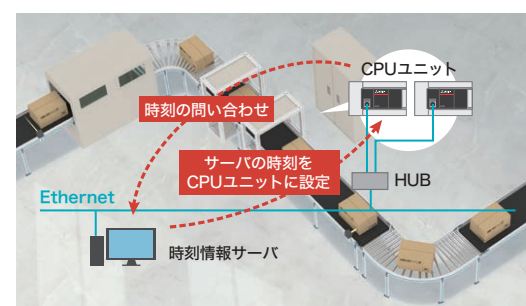 CPUユニット
時刻の問い合わせ
サーバの時刻を
CPUユニットに設定
HUB
Ethernet
時刻情報サーバ